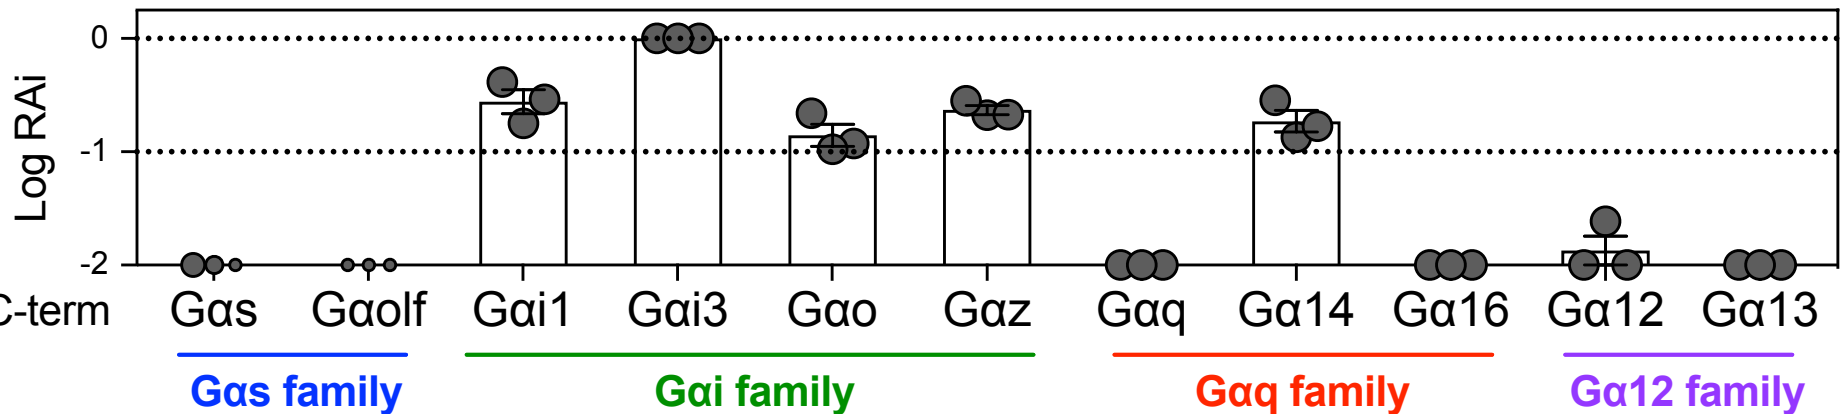 Log RAi
0
-1
-2
C-term Gαs Gαolf Gαi1 Gαi3 Gαo Gαz Gαq Gα14 Gα16 Gα12 Gα13
Gαs family Gαi family Gαq family Gα12 family